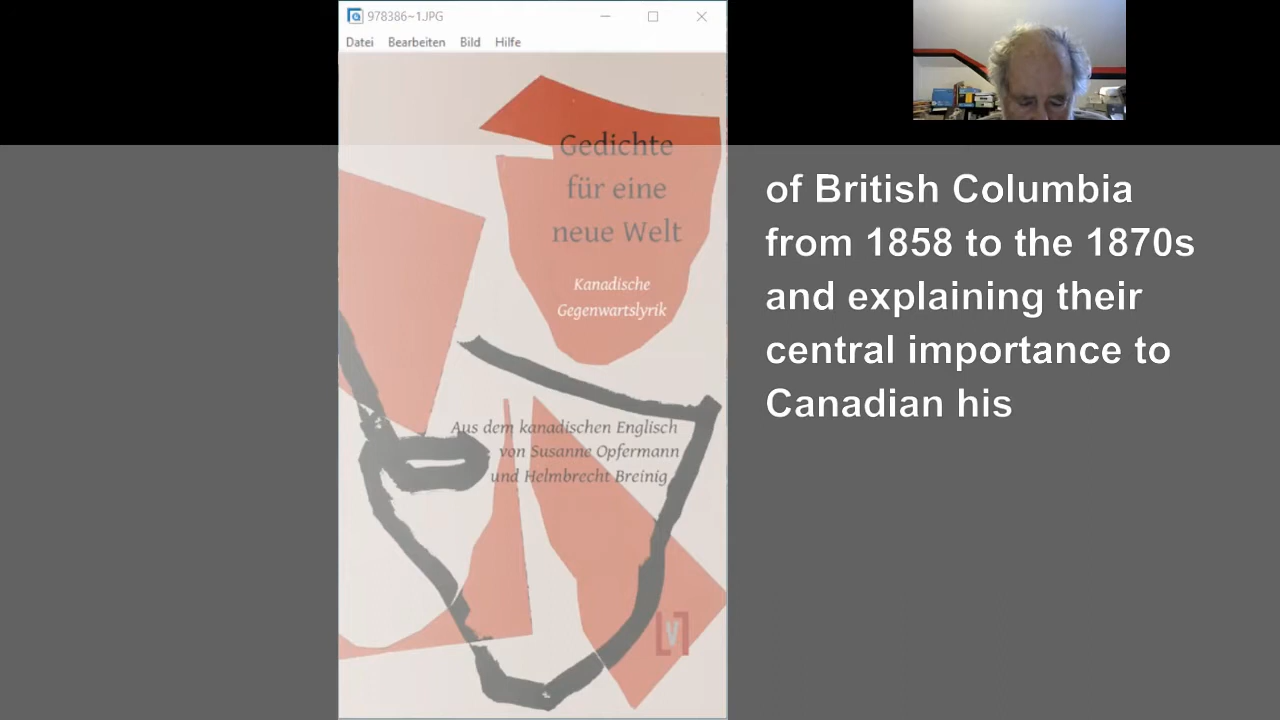 978386~1.JPG
Datei Bearbeiten Bild Hilfe
Gedichte
für eine
neue Welt
Kanadische
Gegenwartslyrik
Aus dem kanadischen Englisch
von Susanne Opfermann
und Helmbrecht Breinig
of British Columbia
from 1858 to the 1870s
and explaining their
central importance to
Canadian his